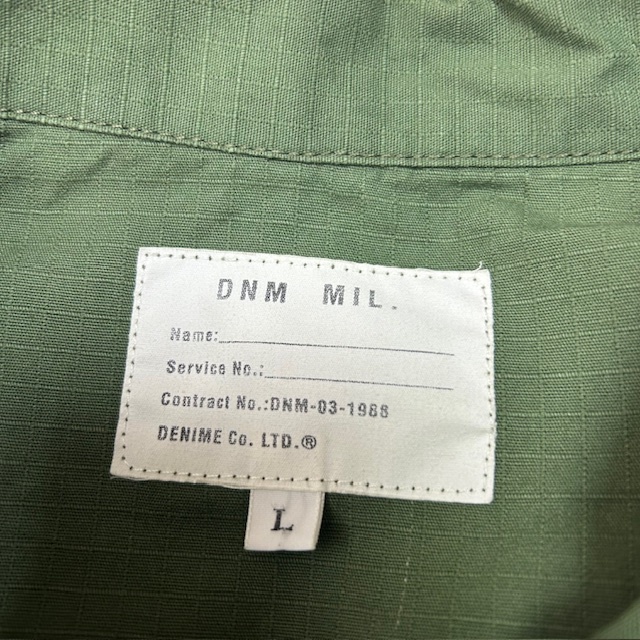 DNM MIL.
Name:
Service No.:
Contract No.:DNM-03-1988
DENIME Co. LTD.®
L